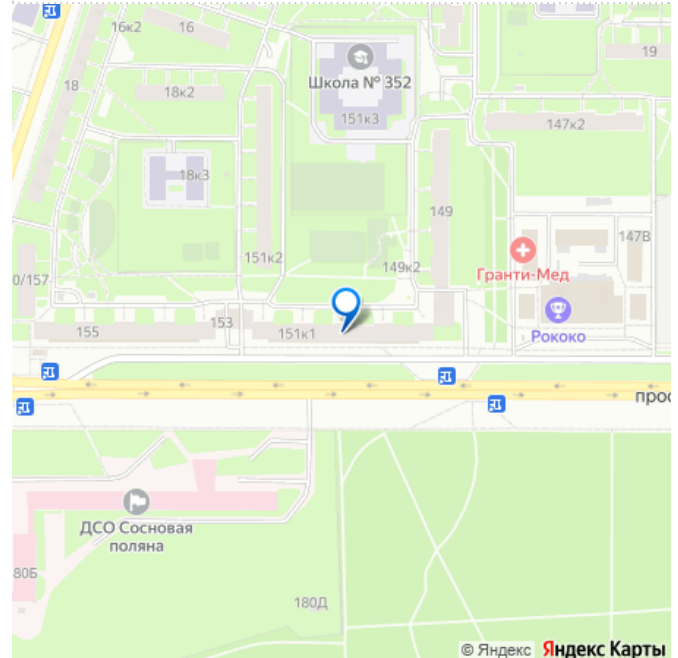 16к2
16
19
Школа № 352
18
18к2
151к3
147к2
18к3
149
147В
151к2
149к2
Гранти-Мед
0/157
153
155
151к1
Рококо
прос
ДСО Сосновая
поляна
180Б
180Д
© Яндекс Яндекс Карты